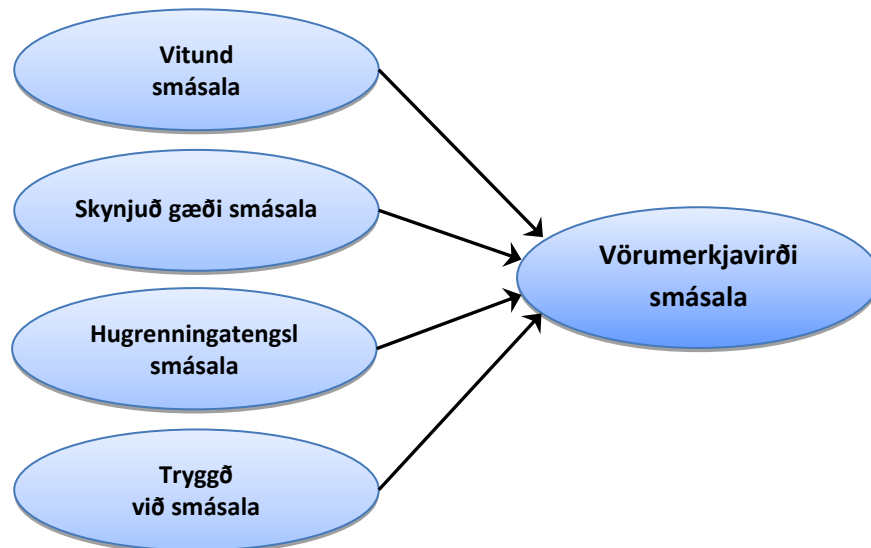 Vitund
smásala
Skynjuð gæði smásala
Hugrenningatengsl
smásala
Tryggð
við smásala
Vörumerkjavirði
smásala